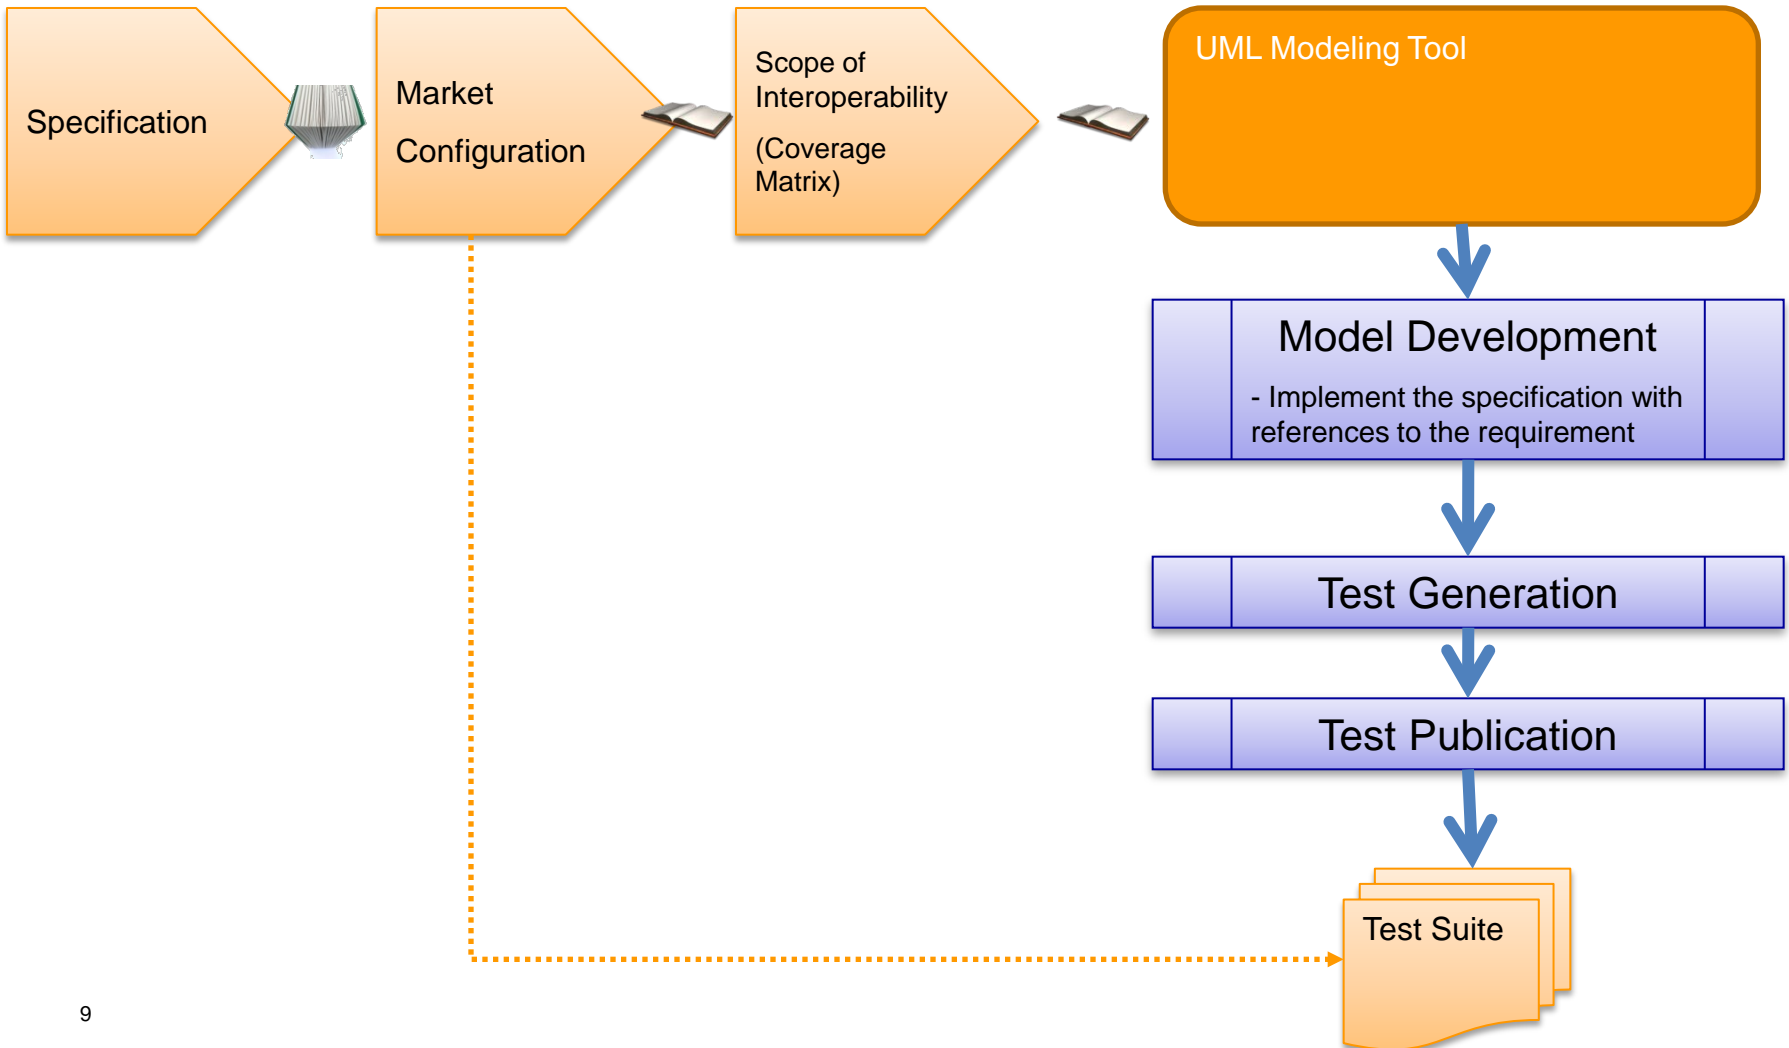 Specification
Market
Configuration
Scope of
Interoperability
(Coverage
Matrix)
UML Modeling Tool
Model Development
- Implement the specification with
references to the requirement
Test Generation
Test Publication
Test Suite
9